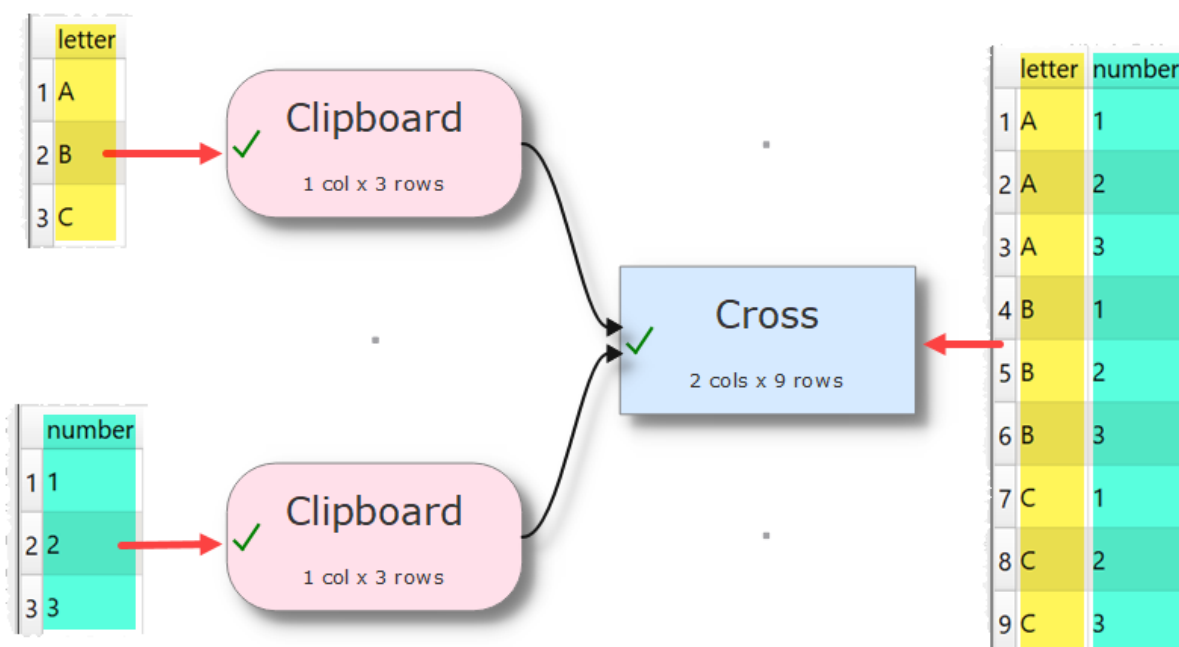 letter
1 A
2 B
3 C
Clipboard
1 col x 3 rows
number
1 1
2 2
3 3
Clipboard
1 col x 3 rows
Cross
2 cols x 9 rows
letter number
1 A 1
2 A 2
3 A 3
4 B 1
5 B 2
6 B 3
7 C 1
8 C 2
9 C 3